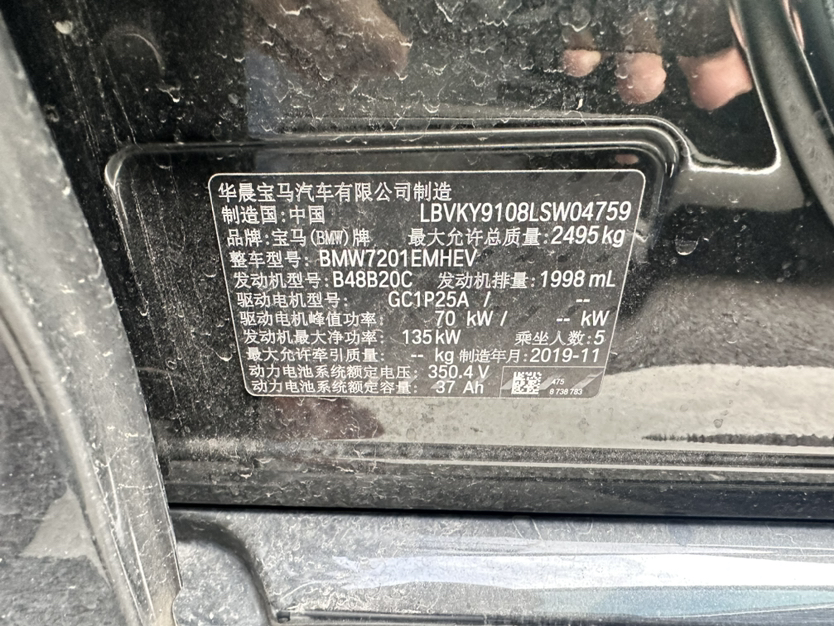 华晨宝马汽车有限公司制造
制造国:中国 LBVKY9108LSW04759
品牌:宝马(BMW)牌 最大允许总质量:2495kg
整车型号:BMW7201EMHEV
发动机型号:B48B20C 发动机排量:1998 mL
驱动电机型号: GC1P25A / --
驱动电机峰值功率: 70 kW / -- kW
发动机最大净功率: 135kW 乘坐人数:5
最大允许牵引质量: -- kg 制造年月:2019-11
动力电池系统额定电压: 350.4 V
动力电池系统额定容量: 37 Ah
475
8 738 783